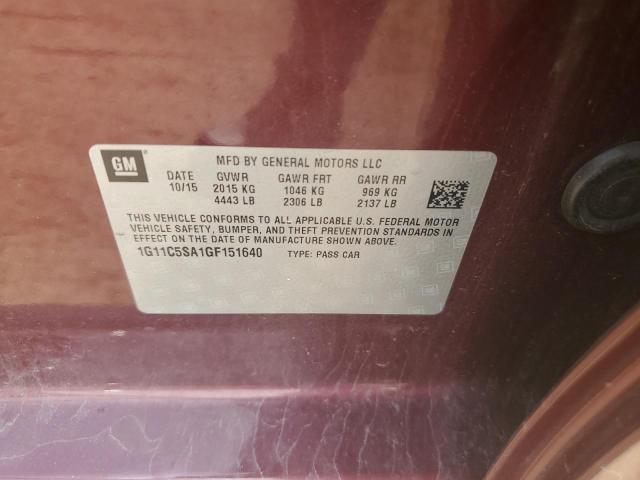 GM
MFD BY GENERAL MOTORS LLC
DATE GVWR GAWR FRT GAWR RR
10/15 2015 KG 1046 KG 969 KG
4443 LB 2306 LB 2137 LB
THIS VEHICLE CONFORMS TO ALL APPLICABLE U.S. FEDERAL MOTOR
VEHICLE SAFETY, BUMPER, AND THEFT PREVENTION STANDARDS IN
EFFECT ON THE DATE OF MANUFACTURE SHOWN ABOVE.
1G11C5SA1GF151640 TYPE: PASS CAR